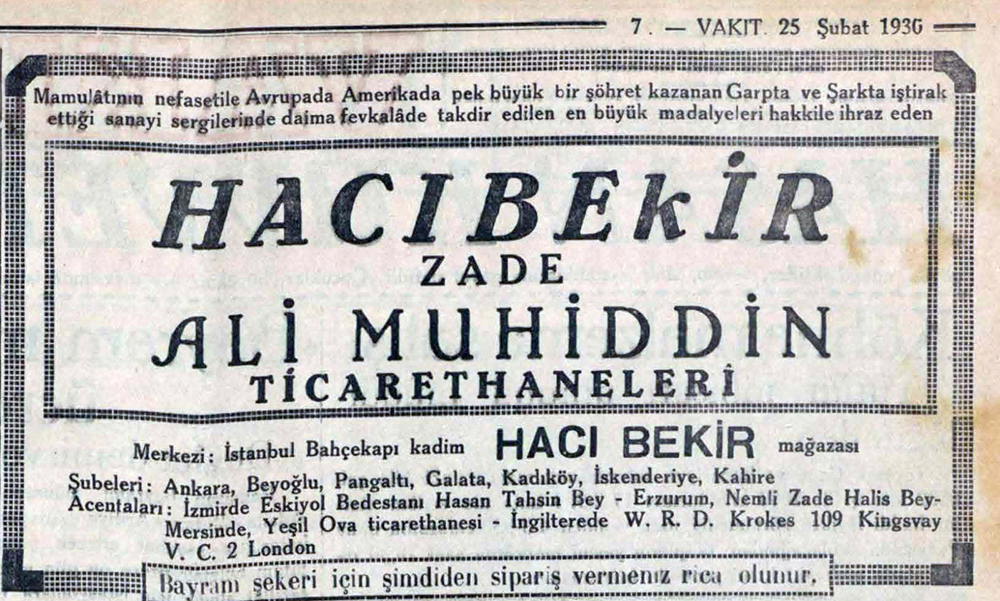 7 . — VAKIT. 25 Şubat 1936
Mamulâtının nefasetile Avrupada Amerikada pek büyük bir şöhret kazanan Garpta ve Şarkta iştirak
ettiği sanayi sergilerinde daima fevkalâde takdir edilen en büyük madalyeleri hakkile ihraz eden
HACIBEKİR
ZADE
ALİ MUHİDDİN
TİCARETHANELERİ
Merkezi: İstanbul Bahçekapı kadim HACI BEKİR mağazası
Şubeleri: Ankara, Beyoğlu, Pangaltı, Galata, Kadıköy, İskenderiye, Kahire
Acentaları: İzmirde Eskiyol Bedestanı Hasan Tahsin Bey - Erzurum, Nemli Zade Halis Bey-
Mersinde, Yeşil Ova ticarethanesi - İngilterede W. R. D. Krokes 109 Kingsvay
V. C. 2 London
Bayram şekeri için şimdiden sipariş vermeniz rica olunur.